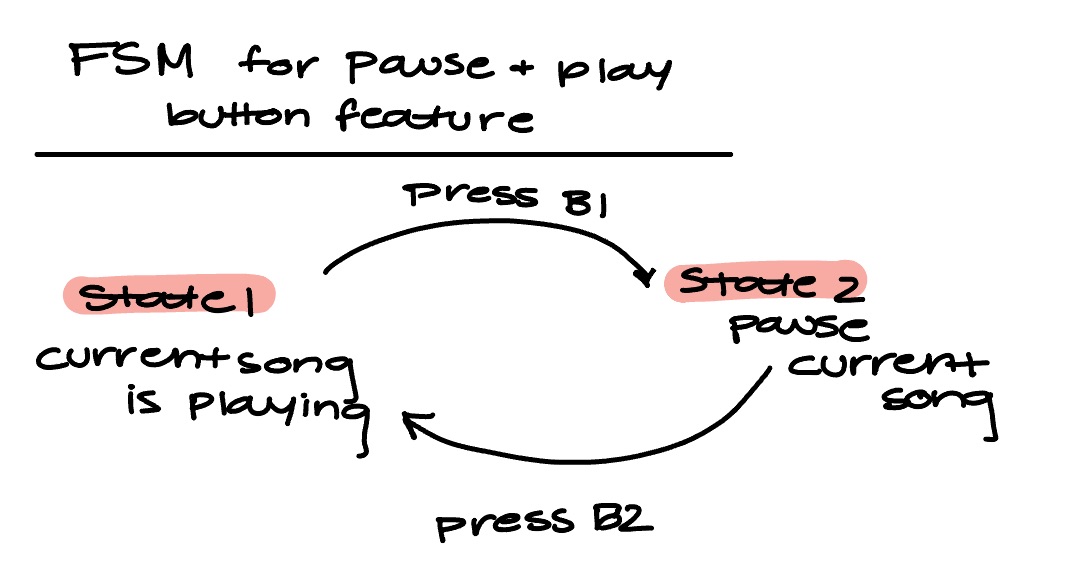 FSM for pause + play
button feature
press B1
State 1
State 2
current song
is playing
pause
current
song
press B2